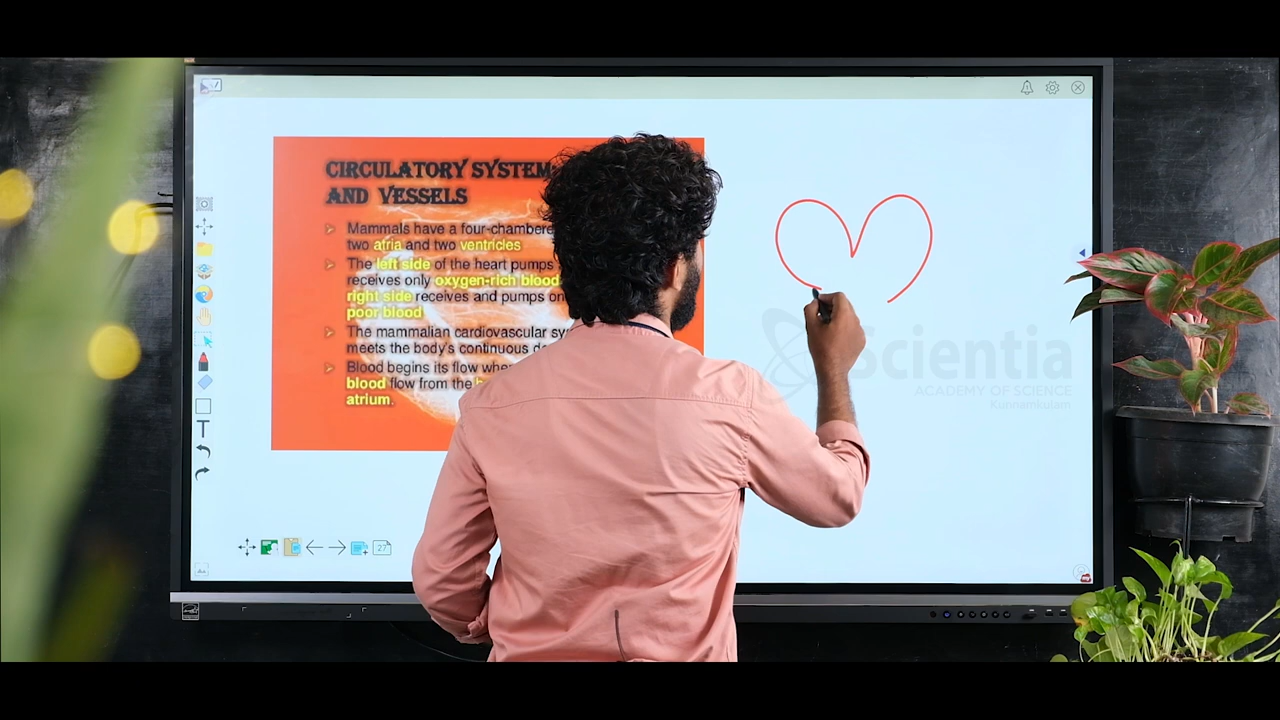 CIRCULATORY SYSTEM:
AND VESSELS
Mammals have a four-chambere
two atria and two ventricles
The left side of the heart pumps
receives only oxygen-rich blood
right side receives and pumps on
poor blood
The mammalian cardiovascular sy
meets the body's continuous de
Blood begins its flow whe
blood flow from the
atrium.
Scientia
ACADEMY OF SCIENCE
Kunnamkulam
T
27